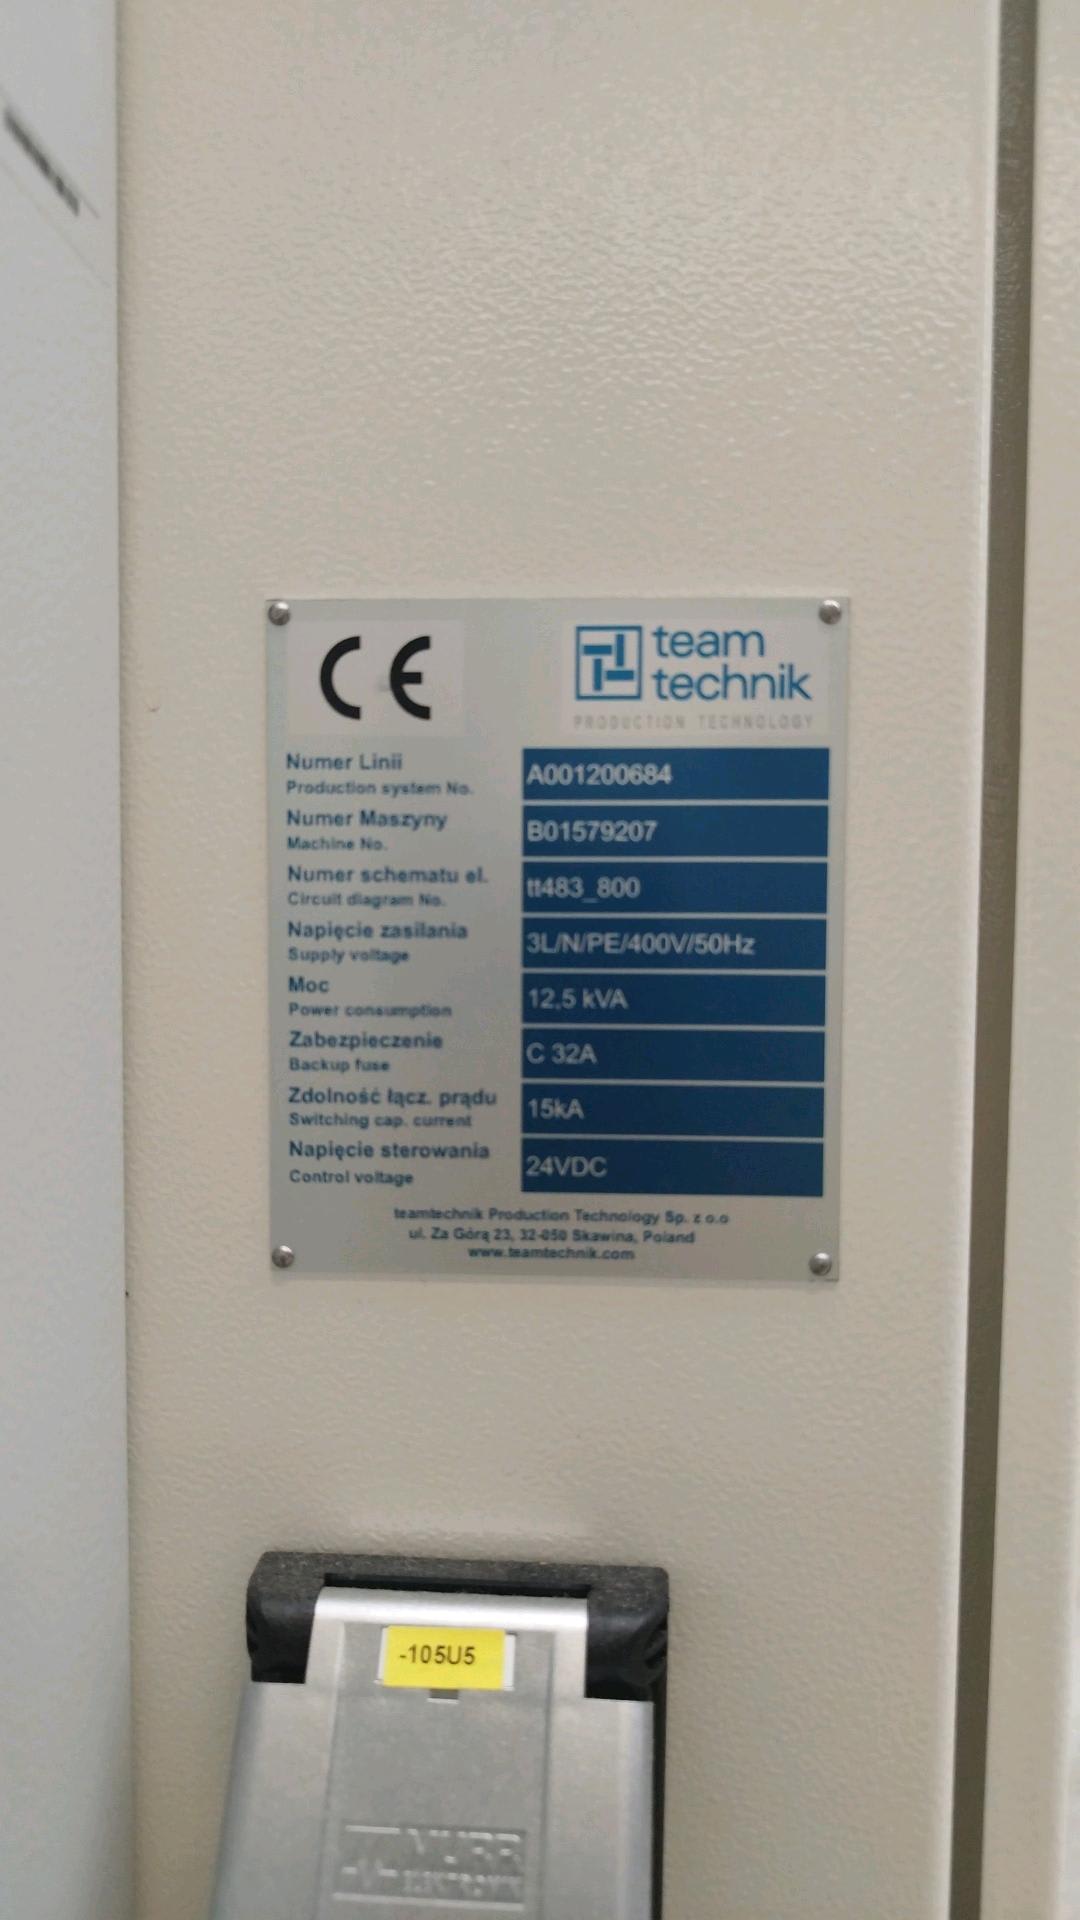 CE
team
technik
PRODUCTION TECHNOLOGY
Numer Linii
Production system No.
A001200684
Numer Maszyny
Machine No.
B01579207
Numer schematu el.
Circuit diagram No.
tt483_800
Napięcie zasilania
Supply voltage
3L/N/PE/400V/50Hz
Moc
Power consumption
12,5 kVA
Zabezpieczenie
Backup fuse
C 32A
Zdolność łącz. prądu
Switching cap. current
15kA
Napięcie sterowania
Control voltage
24VDC
teamtechnik Production Technology Sp. z o.o
ul. Za Górą 23, 32-050 Skawina, Poland
www.teamtechnik.com
-105U5
MURR
ELEKTRONIK